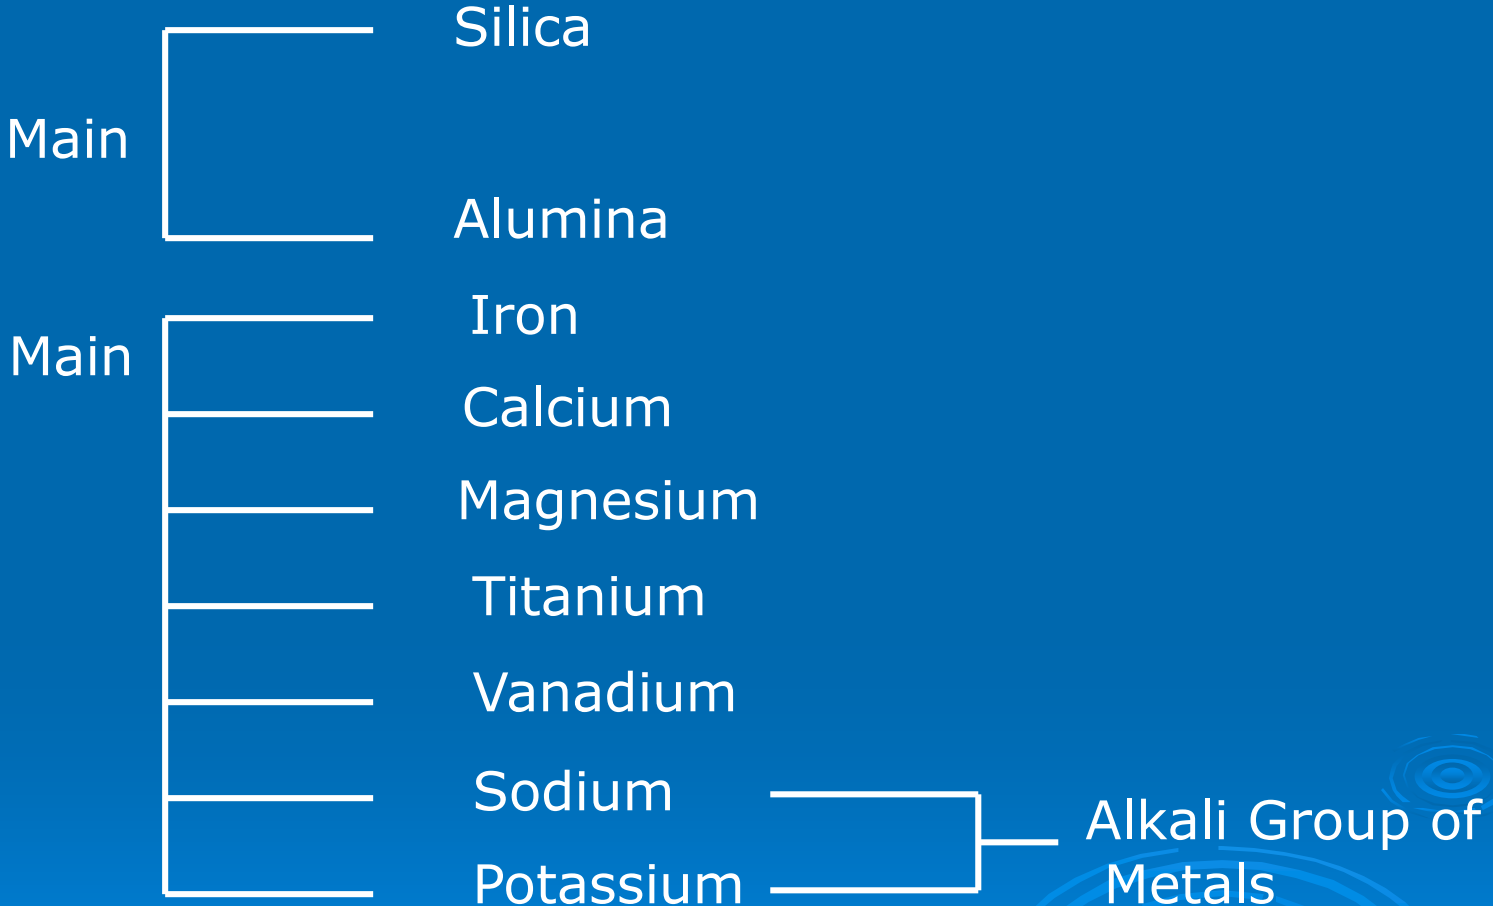 Silica
Main
Alumina
Iron
Main
Calcium
Magnesium
Titanium
Vanadium
Sodium
Alkali Group of
Potassium
Metals